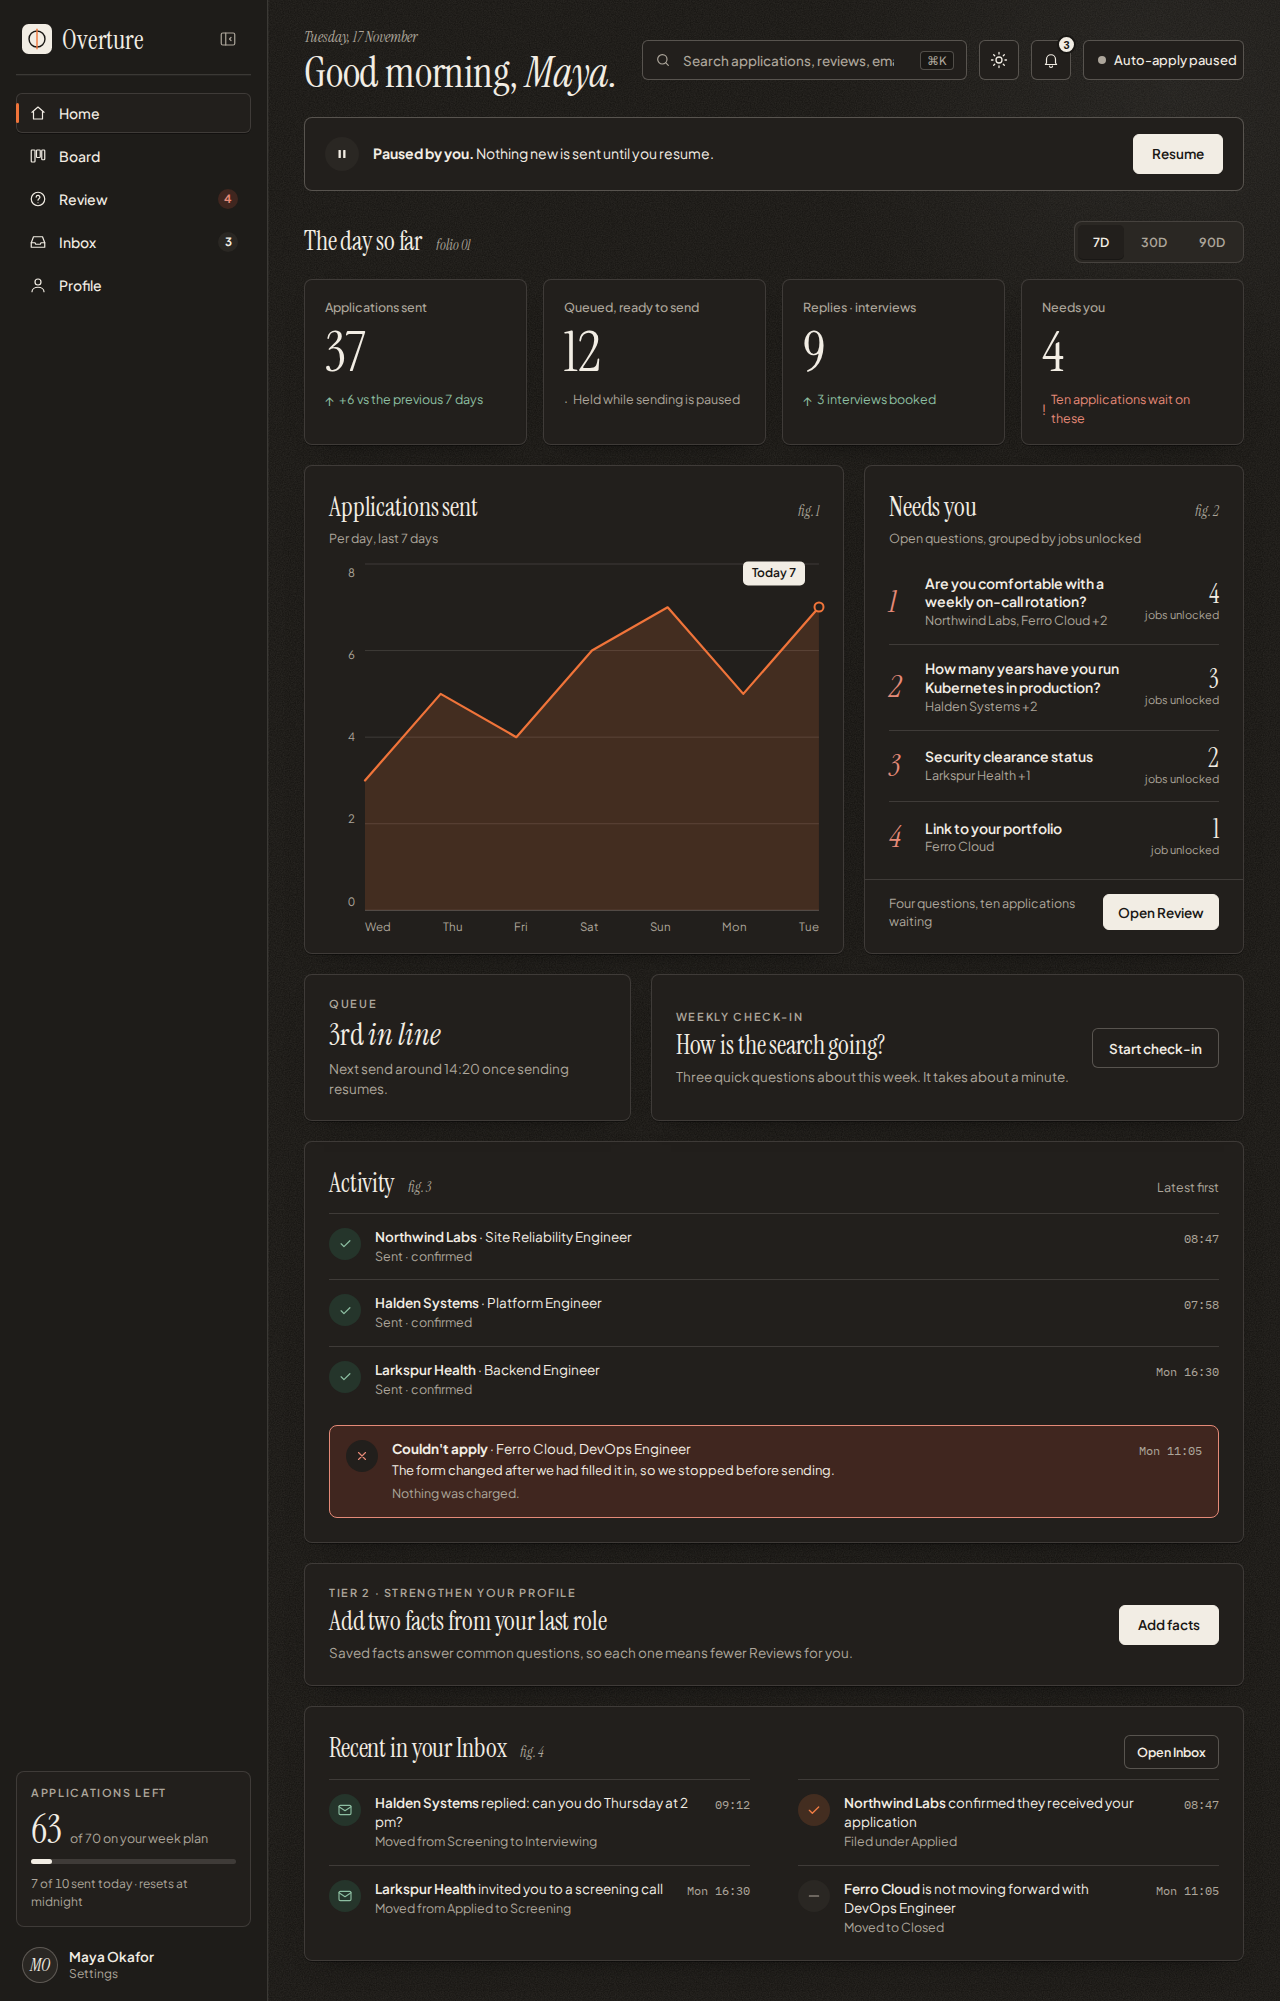 Overture
Home
Board
Review 4
Inbox 3
Profile
APPLICATIONS LEFT
63 of 70 on your week plan
7 of 10 sent today · resets at
midnight
MO
Maya Okafor
Settings
Tuesday, 17 November
Good morning, Maya.
Search applications, reviews, ema
⌘K
3
Auto-apply paused
Paused by you. Nothing new is sent until you resume.
Resume
The day so far folio 01
7D 30D 90D
Applications sent
37
↑ +6 vs the previous 7 days
Queued, ready to send
12
· Held while sending is paused
Replies · interviews
9
↑ 3 interviews booked
Needs you
4
! Ten applications wait on
these
Applications sent fig. 1
Per day, last 7 days
Today 7
8
6
4
2
0
Wed Thu Fri Sat Sun Mon Tue
Needs you fig. 2
Open questions, grouped by jobs unlocked
1
Are you comfortable with a
weekly on-call rotation?
Northwind Labs, Ferro Cloud +2
4
jobs unlocked
2
How many years have you run
Kubernetes in production?
Halden Systems +2
3
jobs unlocked
3
Security clearance status
Larkspur Health +1
2
jobs unlocked
4
Link to your portfolio
Ferro Cloud
1
job unlocked
Four questions, ten applications
waiting
Open Review
QUEUE
3rd in line
Next send around 14:20 once sending
resumes.
WEEKLY CHECK-IN
How is the search going?
Three quick questions about this week. It takes about a minute.
Start check-in
Activity fig. 3
Latest first
Northwind Labs · Site Reliability Engineer 08:47
Sent · confirmed
Halden Systems · Platform Engineer 07:58
Sent · confirmed
Larkspur Health · Backend Engineer Mon 16:30
Sent · confirmed
Couldn't apply · Ferro Cloud, DevOps Engineer Mon 11:05
The form changed after we had filled it in, so we stopped before sending.
Nothing was charged.
TIER 2 · STRENGTHEN YOUR PROFILE
Add two facts from your last role
Saved facts answer common questions, so each one means fewer Reviews for you.
Add facts
Recent in your Inbox fig. 4
Open Inbox
Halden Systems replied: can you do Thursday at 2 09:12
pm?
Moved from Screening to Interviewing
Northwind Labs confirmed they received your 08:47
application
Filed under Applied
Larkspur Health invited you to a screening call Mon 16:30
Moved from Applied to Screening
Ferro Cloud is not moving forward with Mon 11:05
DevOps Engineer
Moved to Closed